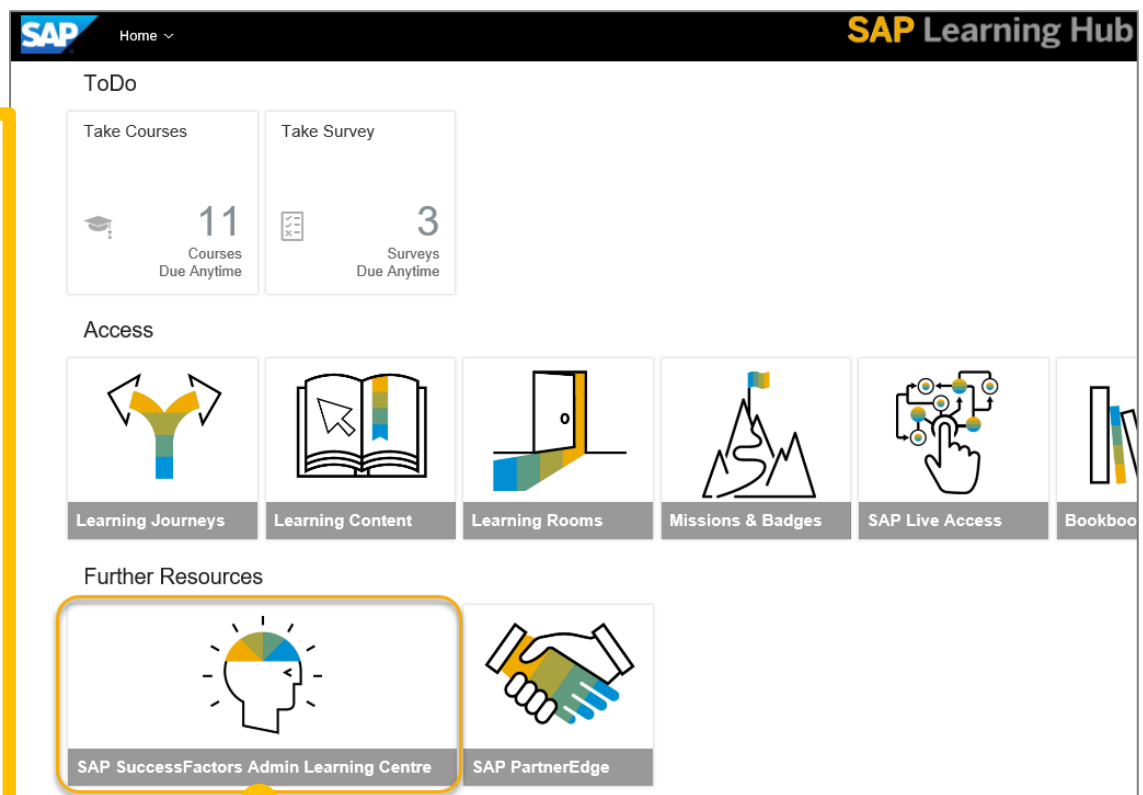 SAP Home SAP Learning Hub
ToDo
Take Courses Take Survey
11 3
Courses Surveys
Due Anytime Due Anytime
Access
Learning Journeys Learning Content Learning Rooms Missions & Badges SAP Live Access Bookboo
Further Resources
SAP SuccessFactors Admin Learning Centre SAP PartnerEdge